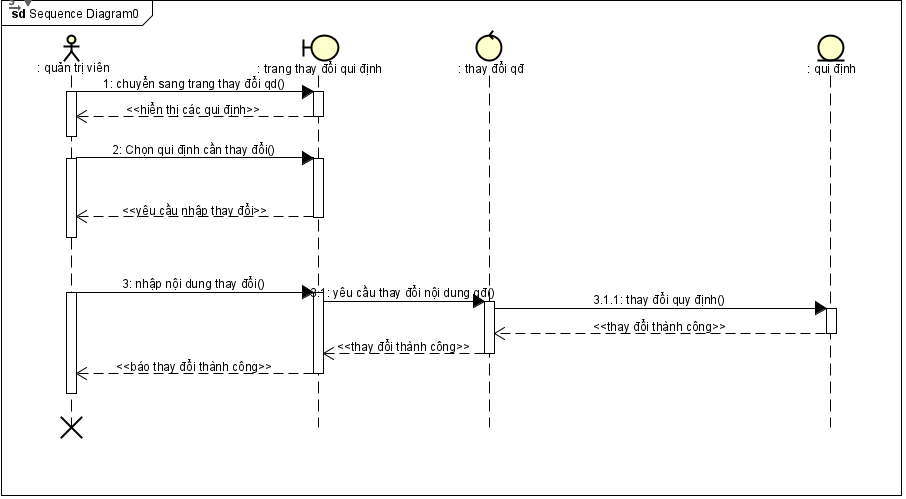 sd Sequence Diagram0
: quản trị viên
: trang thay đổi qui định
: thay đổi qđ
: qui định
1: chuyển sang trang thay đổi qd()
<<hiển thị các qui định>>
2: Chọn qui định cần thay đổi()
<<yêu cầu nhập thay đổi>>
3: nhập nội dung thay đổi()
3.1: yêu cầu thay đổi nội dung qđ()
3.1.1: thay đổi quy định()
<<thay đổi thành công>>
<<thay đổi thành công>>
<<báo thay đổi thành công>>